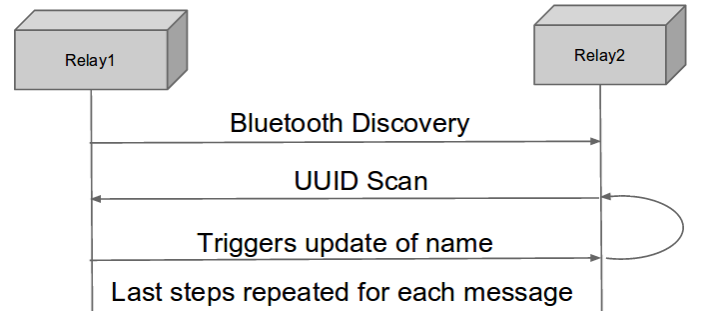 Relay1
Relay2
Bluetooth Discovery
UUID Scan
Triggers update of name
Last steps repeated for each message